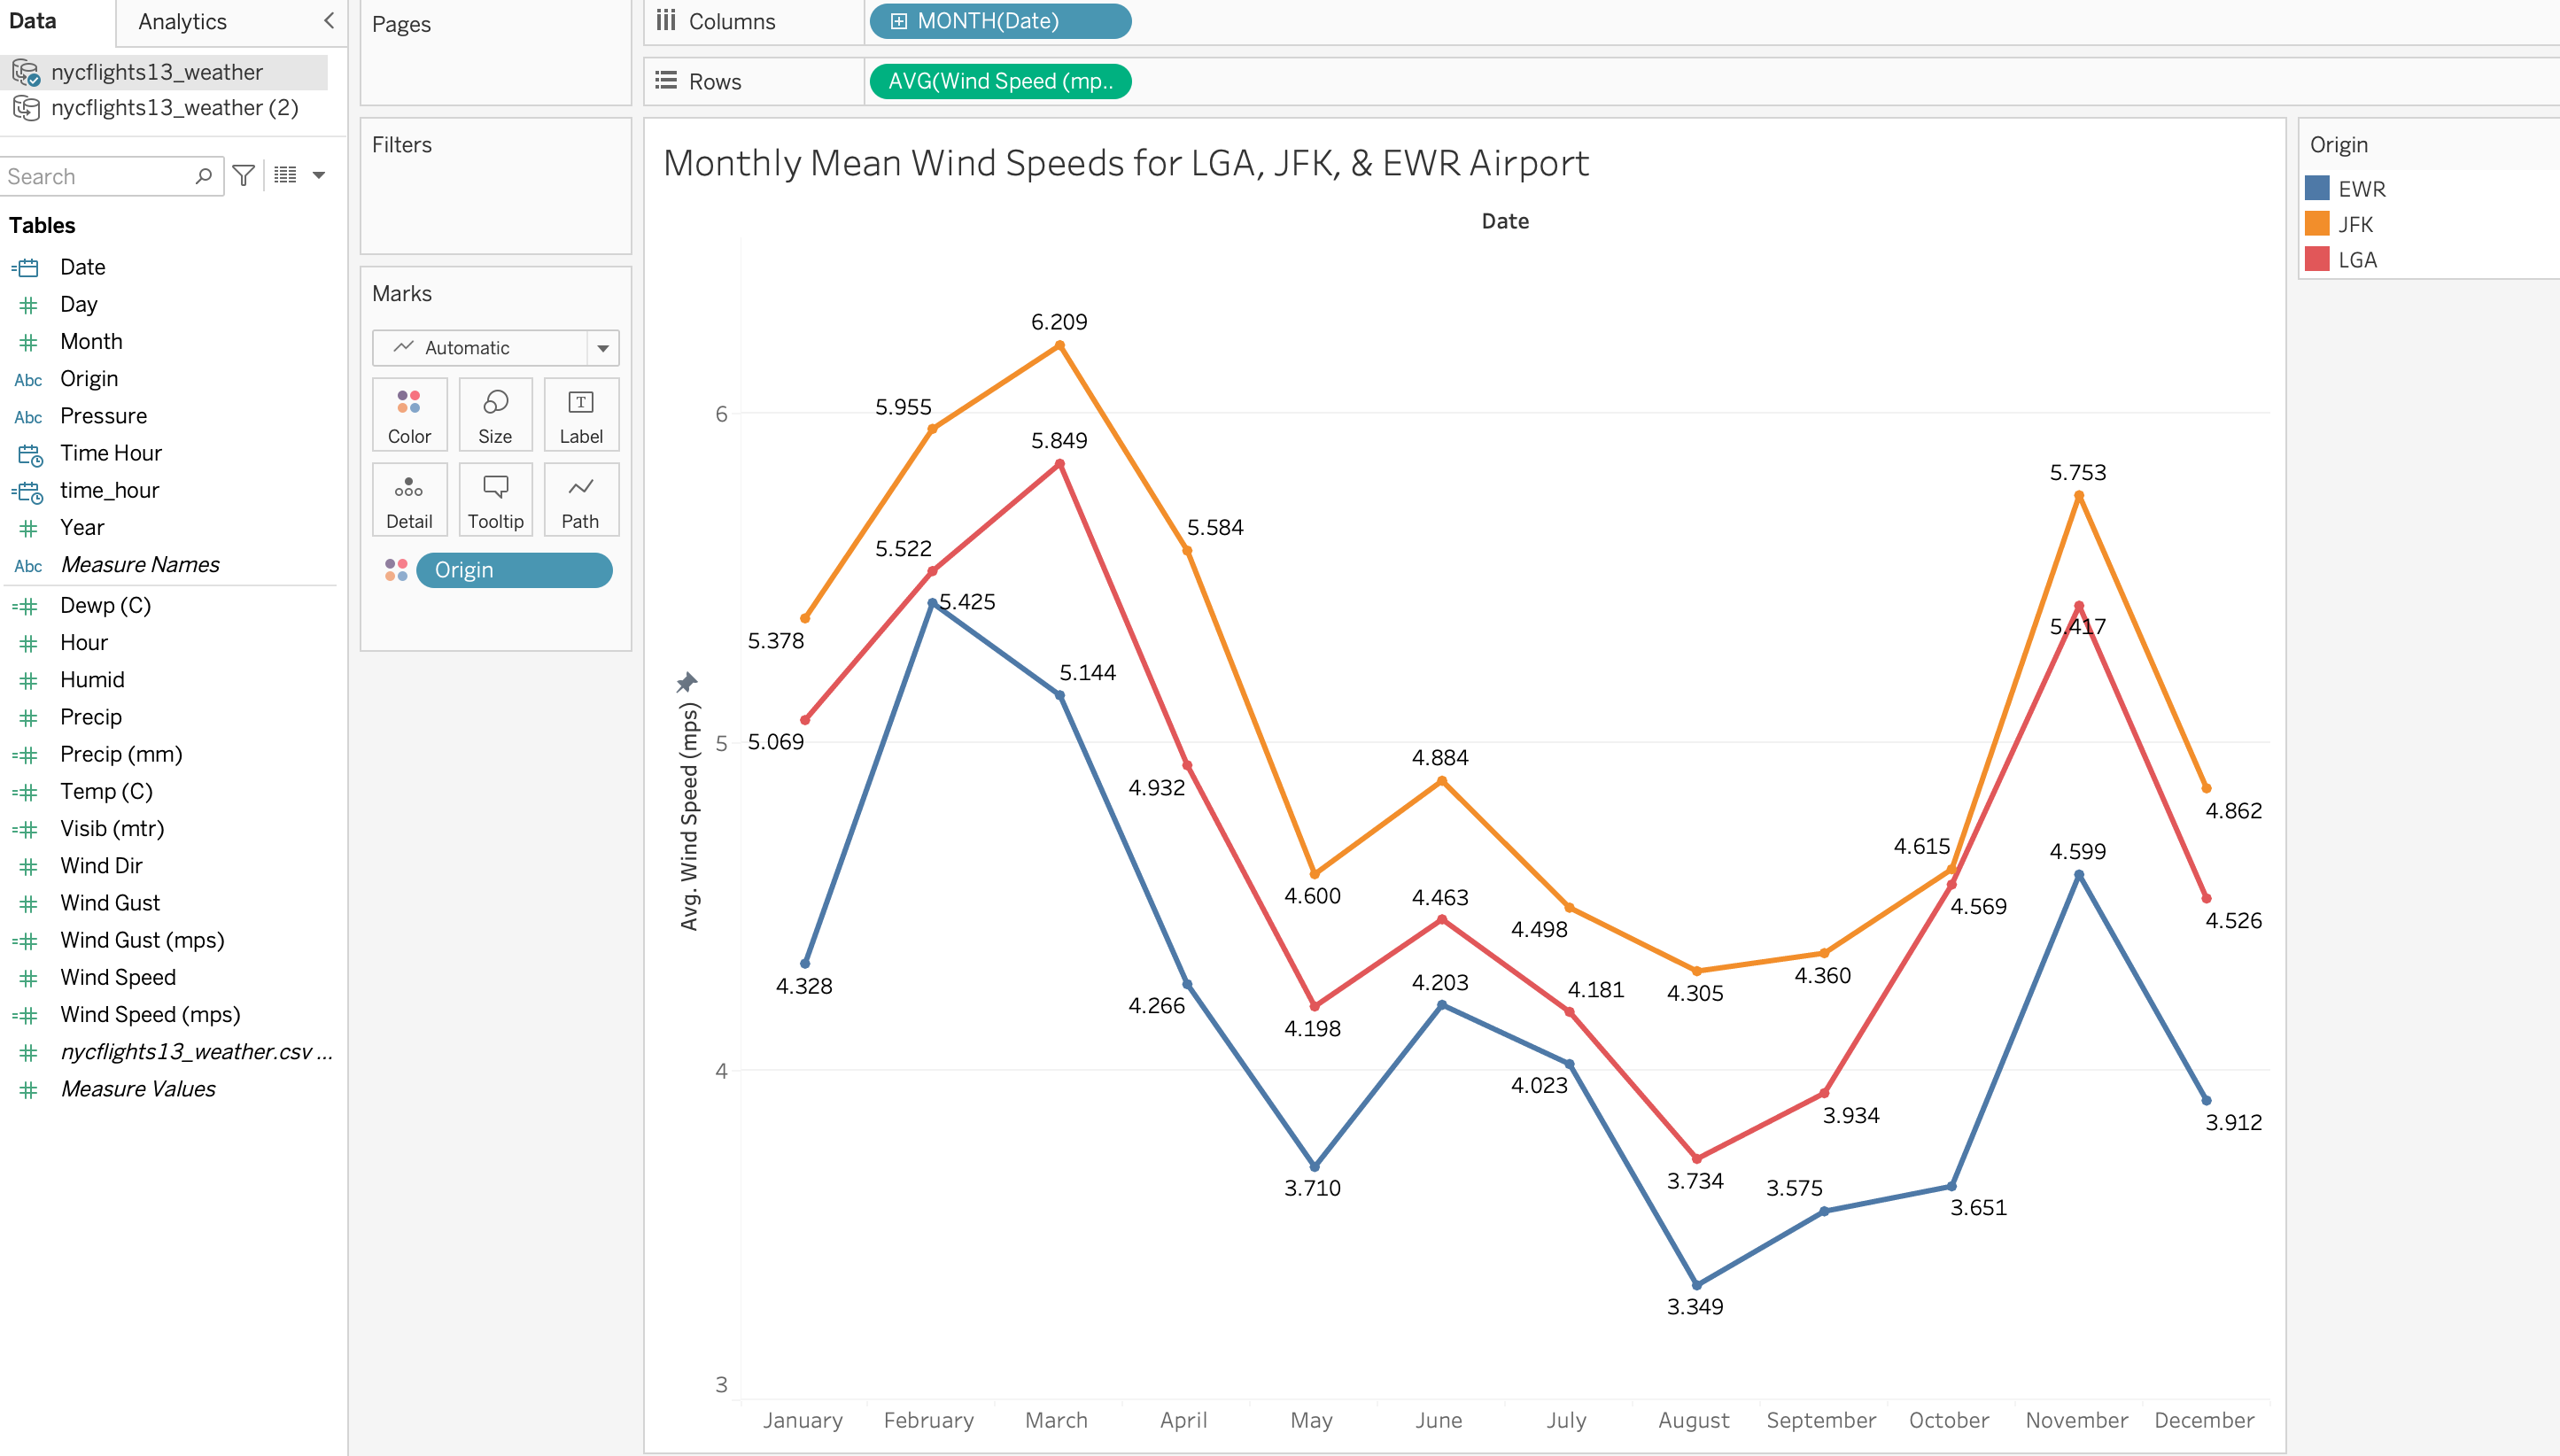 Data
Analytics
nycflights13_weather
nycflights13_weather (2)
Search
Tables
Date
Day
Month
Abc Origin
Abc Pressure
Time Hour
time_hour
Year
Abc Measure Names
Dewp (C)
Hour
Humid
Precip
Precip (mm)
Temp (C)
Visib (mtr)
Wind Dir
Wind Gust
Wind Gust (mps)
Wind Speed
Wind Speed (mps)
nycflights13_weather.csv ...
Measure Values
Pages
Filters
Marks
Automatic
Color Size Label
Detail Tooltip Path
Origin
Columns MONTH(Date)
Rows AVG(Wind Speed (mp..
Monthly Mean Wind Speeds for LGA, JFK, & EWR Airport
Date
Avg. Wind Speed (mps)
6
5
4
3
6.209
5.955
5.849
5.753
5.584
5.522
5.425
5.417
5.378
5.144
5.069
4.932
4.884
4.862
4.615
4.599
4.600
4.463
4.569
4.526
4.498
4.360
4.328
4.266
4.203
4.181
4.305
4.198
4.023
3.934
3.912
3.710
3.734
3.575
3.651
3.349
January February March April May June July August September October November December
Origin
EWR
JFK
LGA